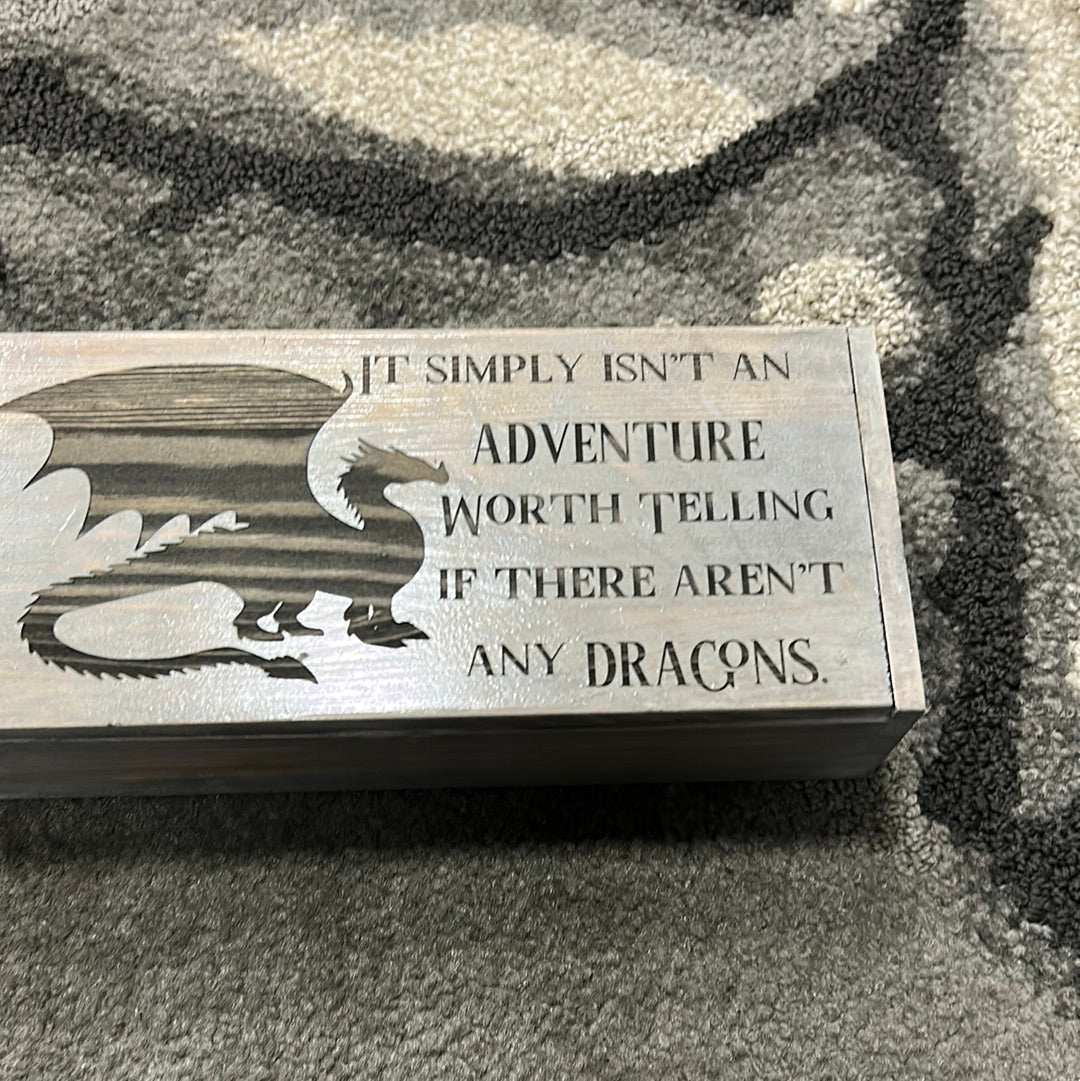 IT SIMPLY ISN'T AN
ADVENTURE
WORTH TELLING
IF THERE AREN'T
ANY DRAGONS.